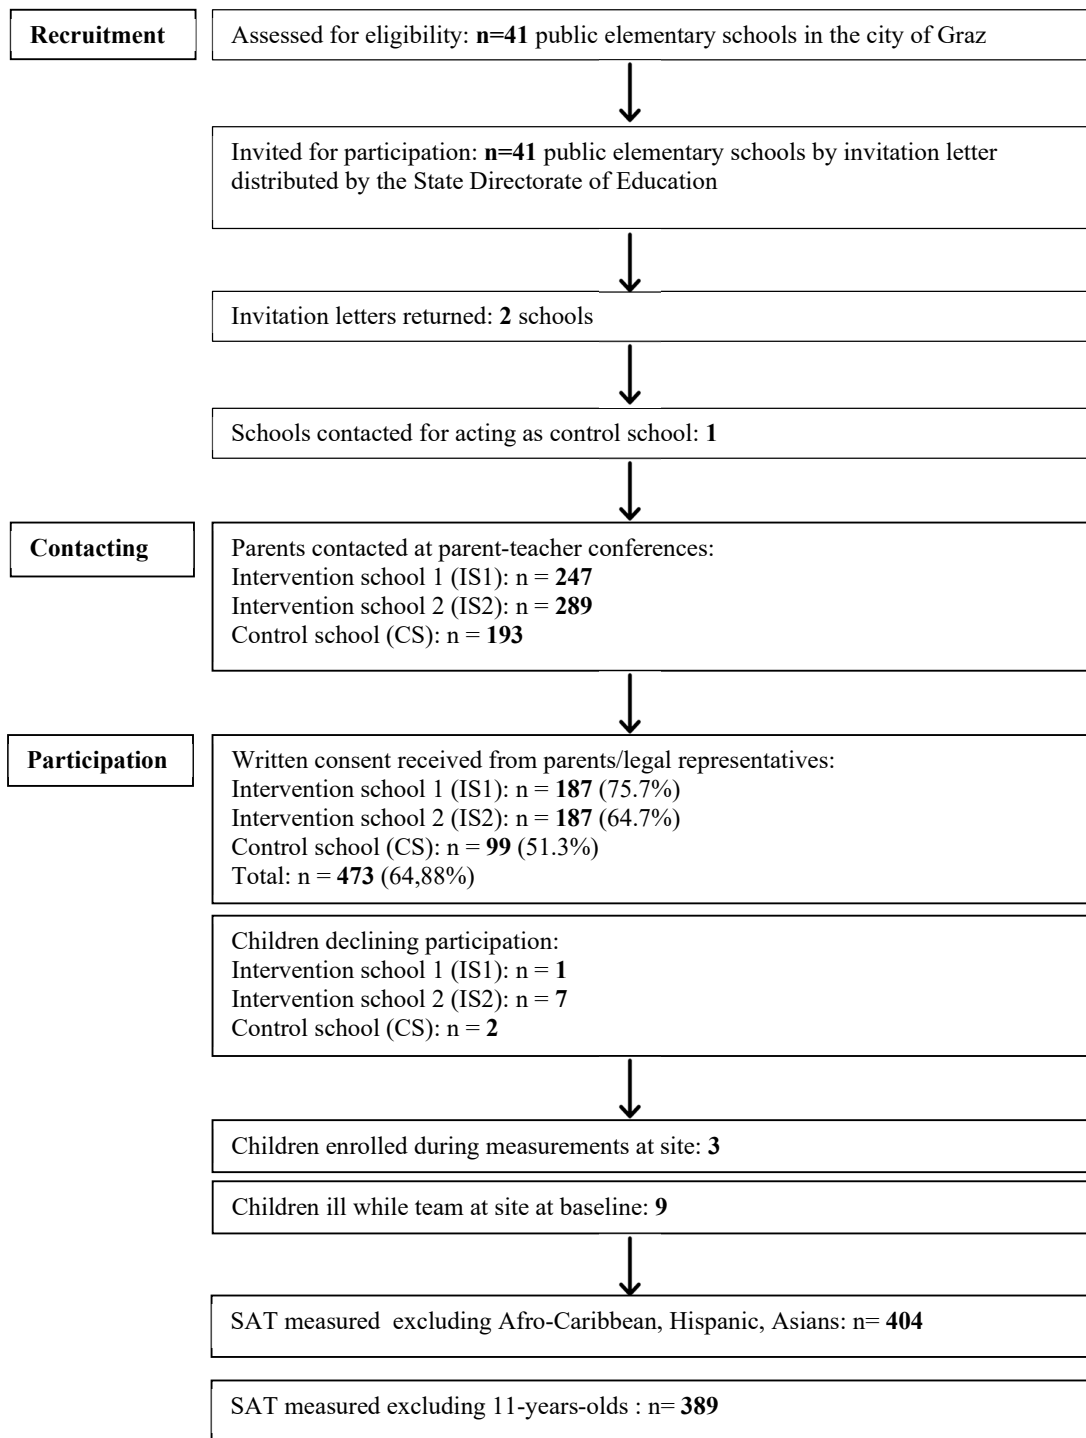 Recruitment
Assessed for eligibility: n=41 public elementary schools in the city of Graz
Invited for participation: n=41 public elementary schools by invitation letter
distributed by the State Directorate of Education
Invitation letters returned: 2 schools
Schools contacted for acting as control school: 1
Contacting
Parents contacted at parent-teacher conferences:
Intervention school 1 (IS1): n = 247
Intervention school 2 (IS2): n = 289
Control school (CS): n = 193
Participation
Written consent received from parents/legal representatives:
Intervention school 1 (IS1): n = 187 (75.7%)
Intervention school 2 (IS2): n = 187 (64.7%)
Control school (CS): n = 99 (51.3%)
Total: n = 473 (64,88%)
Children declining participation:
Intervention school 1 (IS1): n = 1
Intervention school 2 (IS2): n = 7
Control school (CS): n = 2
Children enrolled during measurements at site: 3
Children ill while team at site at baseline: 9
SAT measured excluding Afro-Caribbean, Hispanic, Asians: n= 404
SAT measured excluding 11-years-olds : n= 389